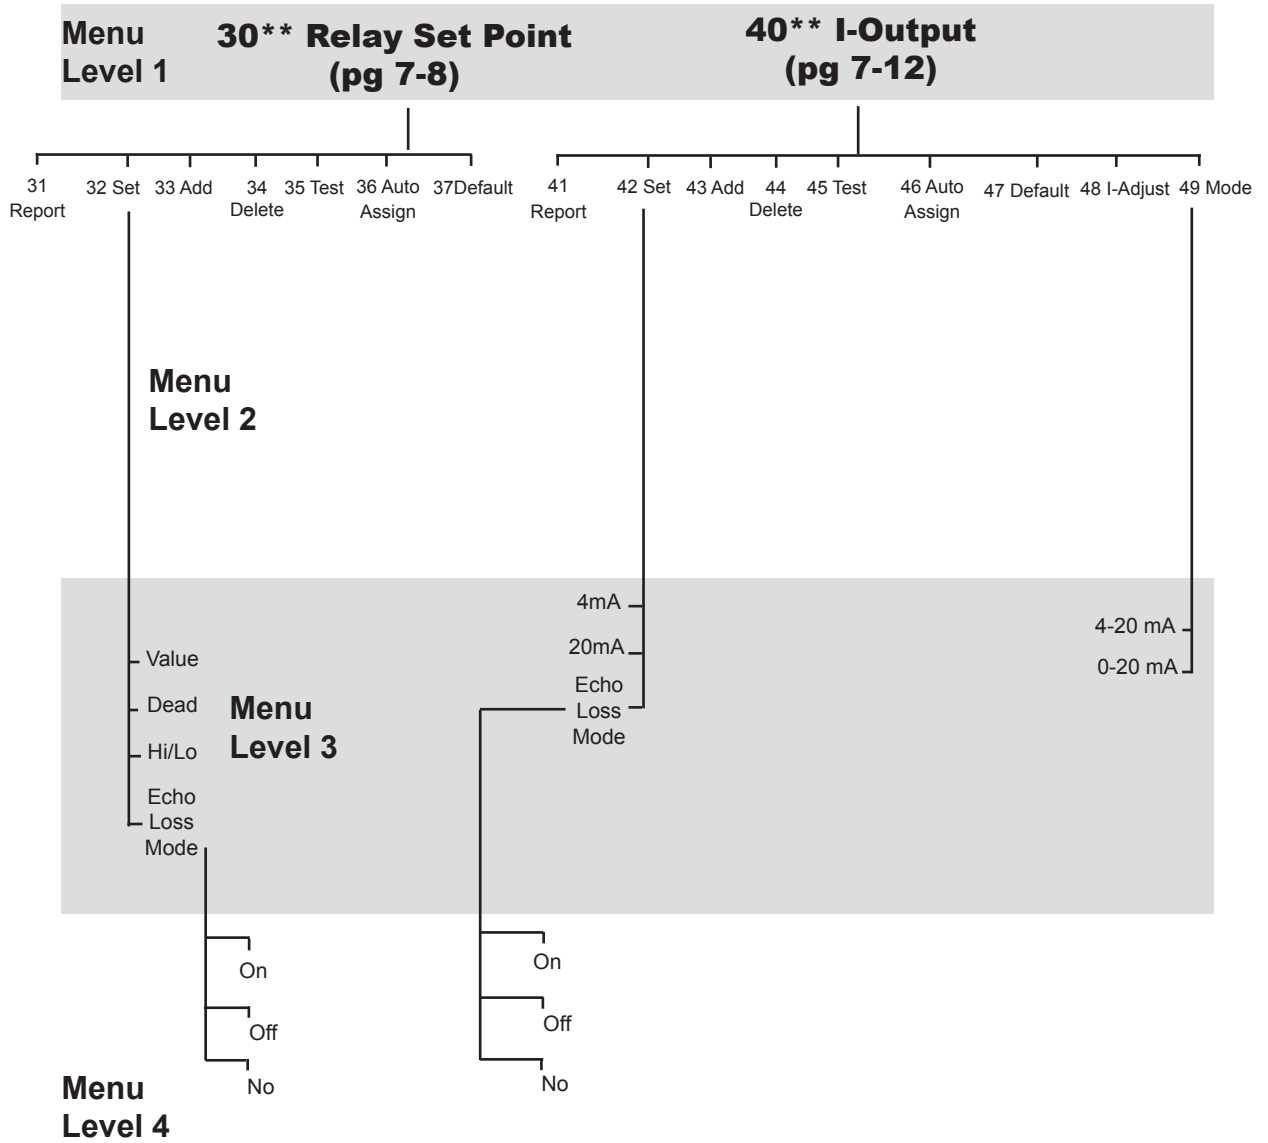 Menu
Level 1
30** Relay Set Point
(pg 7-8)
40** I-Output
(pg 7-12)
31
Report
32 Set
33 Add
34
Delete
35 Test
36 Auto
Assign
37Default
41
Report
42 Set
43 Add
44
Delete
45 Test
46 Auto
Assign
47 Default
48 I-Adjust
49 Mode
Menu
Level 2
Value
Dead
Hi/Lo
Echo
Loss
Mode
Menu
Level 3
4mA
20mA
Echo
Loss
Mode
4-20 mA
0-20 mA
On
Off
No
On
Off
No
Menu
Level 4